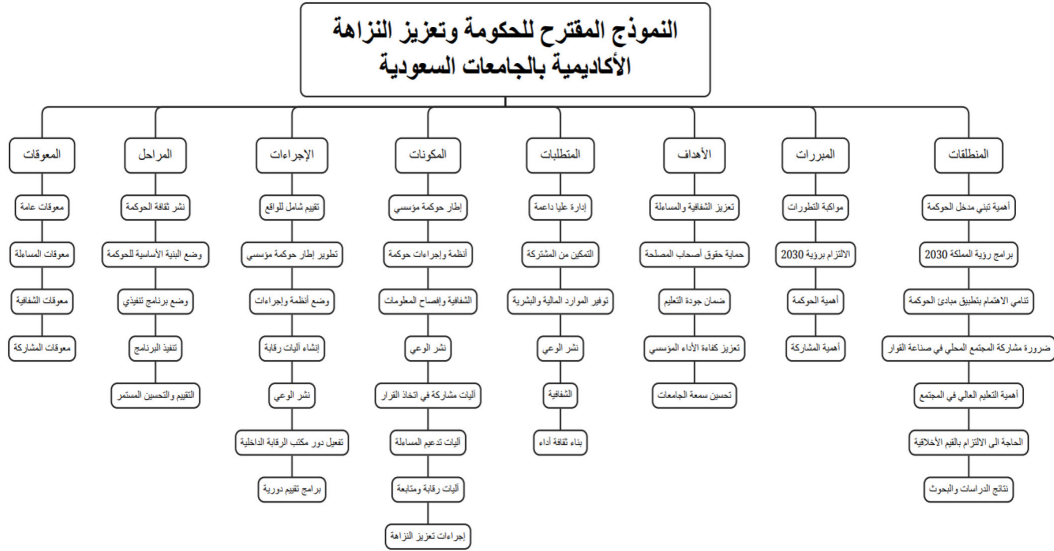 النموذج المقترح للحكومة وتعزيز النزاهة
الأكاديمية بالجامعات السعودية
المنطلقات
أهمية تبني مدخل الحوكمة
برامج رؤية المملكة 2030
تنامي الاهتمام بتطبيق مبادئ الحوكمة
ضرورة مشاركة المجتمع المحلي في صناعة القرار
أهمية التعليم العالي في المجتمع
الحاجة الى الالتزام بالقيم الأخلاقية
نتائج الدراسات والبحوث
المبررات
مواكبة التطورات
الالتزام برؤية 2030
أهمية الحوكمة
أهمية المشاركة
الأهداف
تعزيز الشفافية والمساءلة
حماية حقوق أصحاب المصلحة
ضمان جودة التعليم
تعزيز كفاءة الأداء المؤسسي
تحسين سمعة الجامعات
المتطلبات
إدارة عليا داعمة
التمكين من المشتركة
توفير الموارد المالية والبشرية
نشر الوعي
الشفافية
بناء ثقافة أداء
المكونات
إطار حوكمة مؤسسي
أنظمة وإجراءات حوكمة
الشفافية وإفصاح المعلومات
نشر الوعي
آليات مشاركة في اتخاذ القرار
آليات تدعيم المساءلة
آليات رقابة ومتابعة
إجراءات تعزيز النزاهة
الإجراءات
تقييم شامل للواقع
تطوير إطار حوكمة مؤسسي
وضع أنظمة وإجراءات
إنشاء آليات رقابة
نشر الوعي
تفعيل دور مكتب الرقابة الداخلية
برامج تقييم دورية
المراحل
نشر ثقافة الحوكمة
وضع البنية الأساسية للحوكمة
وضع برنامج تنفيذي
تنفيذ البرنامج
التقييم والتحسين المستمر
المعوقات
معوقات عامة
معوقات المساءلة
معوقات الشفافية
معوقات المشاركة